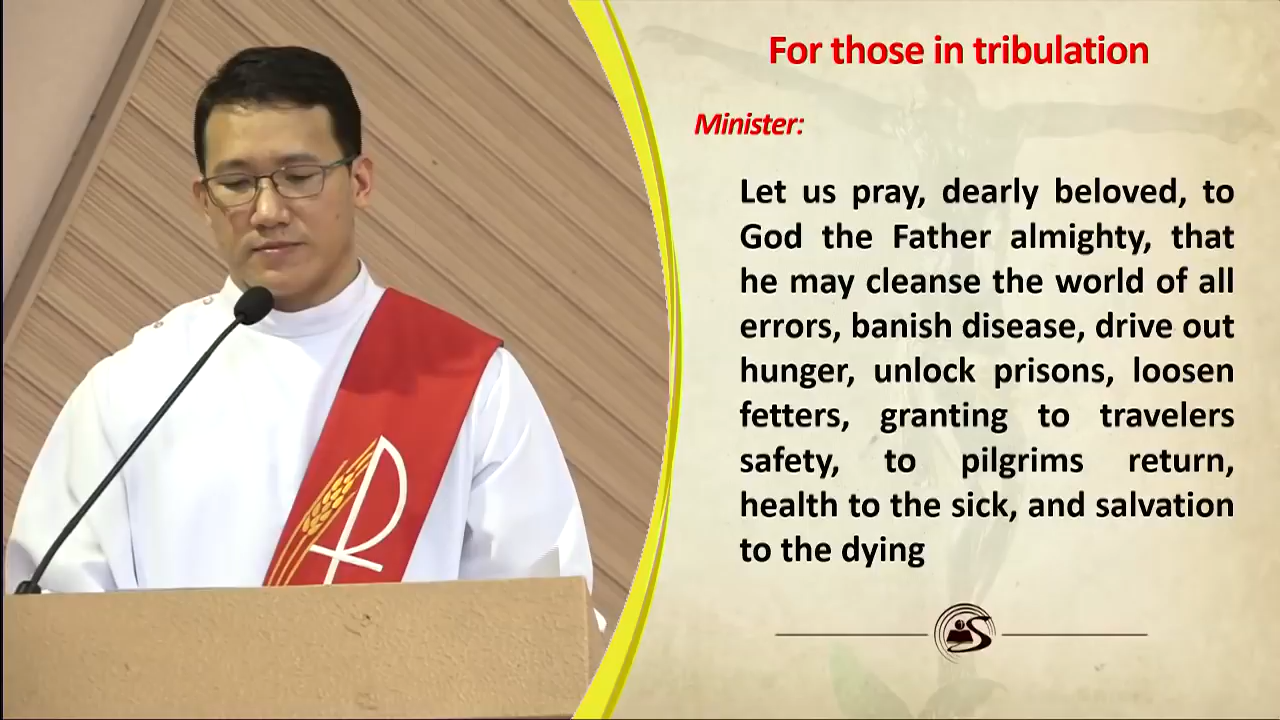 For those in tribulation
Minister:
Let us pray, dearly beloved, to
God the Father almighty, that
he may cleanse the world of all
errors, banish disease, drive out
hunger, unlock prisons, loosen
fetters, granting to travelers
safety, to pilgrims return,
health to the sick, and salvation
to the dying